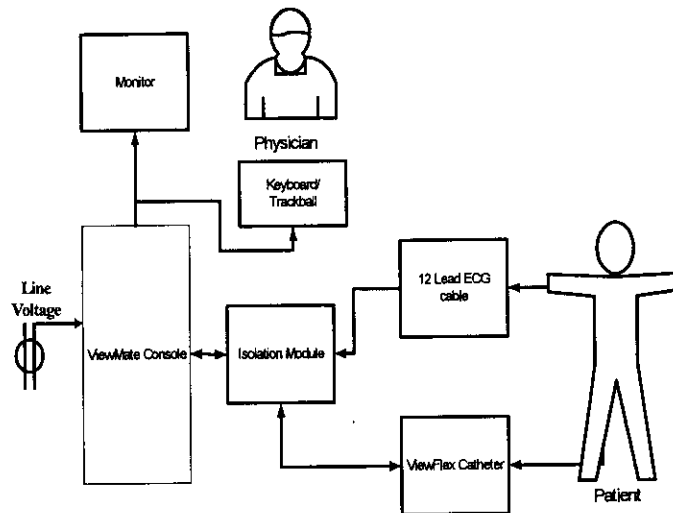 Monitor
Physician
Keyboard/
Trackball
12 Lead ECG
cable
Line
Voltage
ViewMate Console
Isolation Module
ViewFlex Catheter
Patient